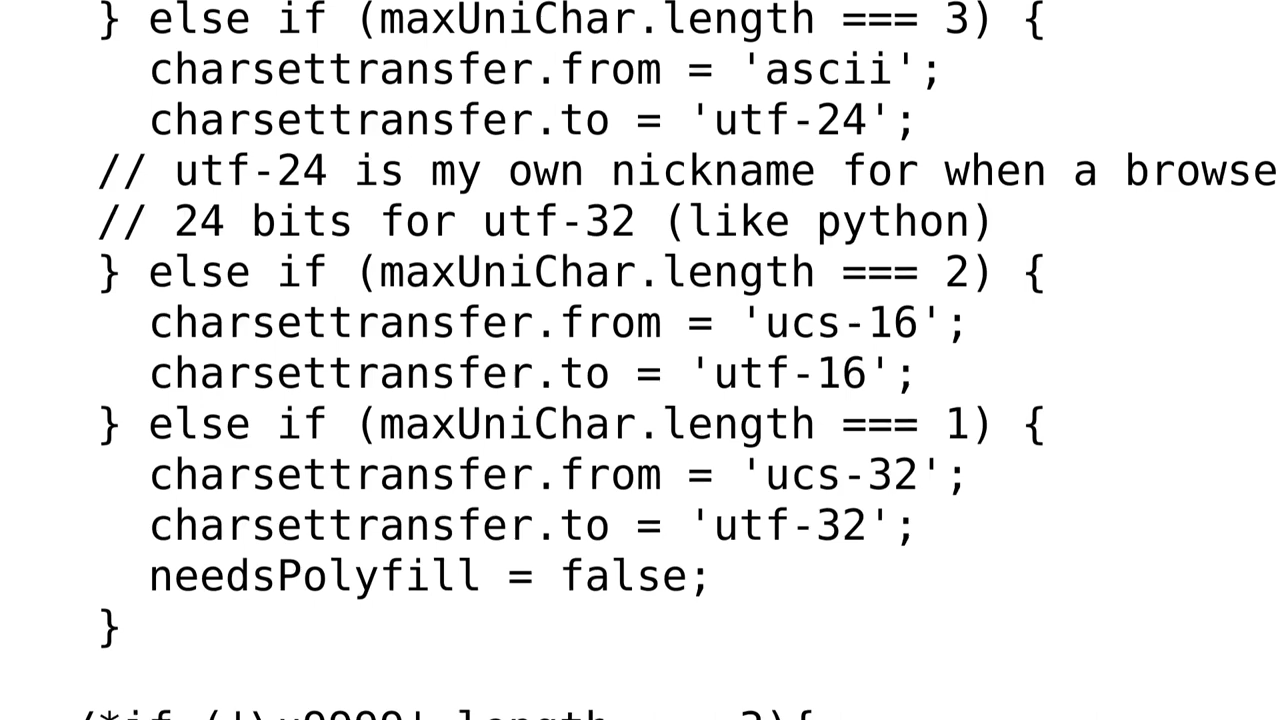 } else if (maxUniChar.length === 3) {
charsettransfer.from = 'ascii';
charsettransfer.to = 'utf-24';
// utf-24 is my own nickname for when a browse
// 24 bits for utf-32 (like python)
} else if (maxUniChar.length === 2) {
charsettransfer.from = 'ucs-16';
charsettransfer.to = 'utf-16';
} else if (maxUniChar.length === 1) {
charsettransfer.from = 'ucs-32';
charsettransfer.to = 'utf-32';
needsPolyfill = false;
}